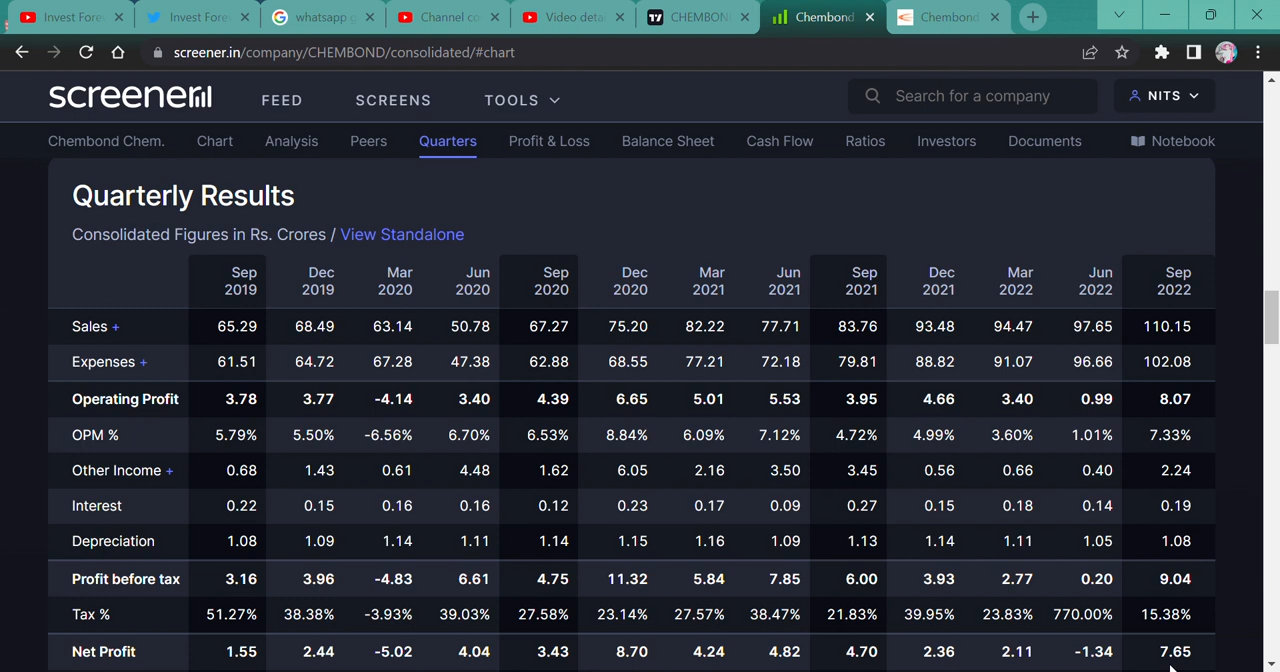 Invest Fore
Invest Fore
whatsapp g
Channel co
Video deta
CHEMBON
Chembond
Chembond
screener.in/company/CHEMBOND/consolidated/#chart
screener
FEED
SCREENS
TOOLS
Search for a company
NITS
Chembond Chem.
Chart
Analysis
Peers
Quarters
Profit & Loss
Balance Sheet
Cash Flow
Ratios
Investors
Documents
Notebook
Quarterly Results
Consolidated Figures in Rs. Crores / View Standalone
Sep Dec Mar Jun Sep Dec Mar Jun Sep Dec Mar Jun Sep
2019 2019 2020 2020 2020 2020 2021 2021 2021 2021 2022 2022 2022
Sales + 65.29 68.49 63.14 50.78 67.27 75.20 82.22 77.71 83.76 93.48 94.47 97.65 110.15
Expenses + 61.51 64.72 67.28 47.38 62.88 68.55 77.21 72.18 79.81 88.82 91.07 96.66 102.08
Operating Profit 3.78 3.77 -4.14 3.40 4.39 6.65 5.01 5.53 3.95 4.66 3.40 0.99 8.07
OPM % 5.79% 5.50% -6.56% 6.70% 6.53% 8.84% 6.09% 7.12% 4.72% 4.99% 3.60% 1.01% 7.33%
Other Income + 0.68 1.43 0.61 4.48 1.62 6.05 2.16 3.50 3.45 0.56 0.66 0.40 2.24
Interest 0.22 0.15 0.16 0.16 0.12 0.23 0.17 0.09 0.27 0.15 0.18 0.14 0.19
Depreciation 1.08 1.09 1.14 1.11 1.14 1.15 1.16 1.09 1.13 1.14 1.11 1.05 1.08
Profit before tax 3.16 3.96 -4.83 6.61 4.75 11.32 5.84 7.85 6.00 3.93 2.77 0.20 9.04
Tax % 51.27% 38.38% -3.93% 39.03% 27.58% 23.14% 27.57% 38.47% 21.83% 39.95% 23.83% 770.00% 15.38%
Net Profit 1.55 2.44 -5.02 4.04 3.43 8.70 4.24 4.82 4.70 2.36 2.11 -1.34 7.65